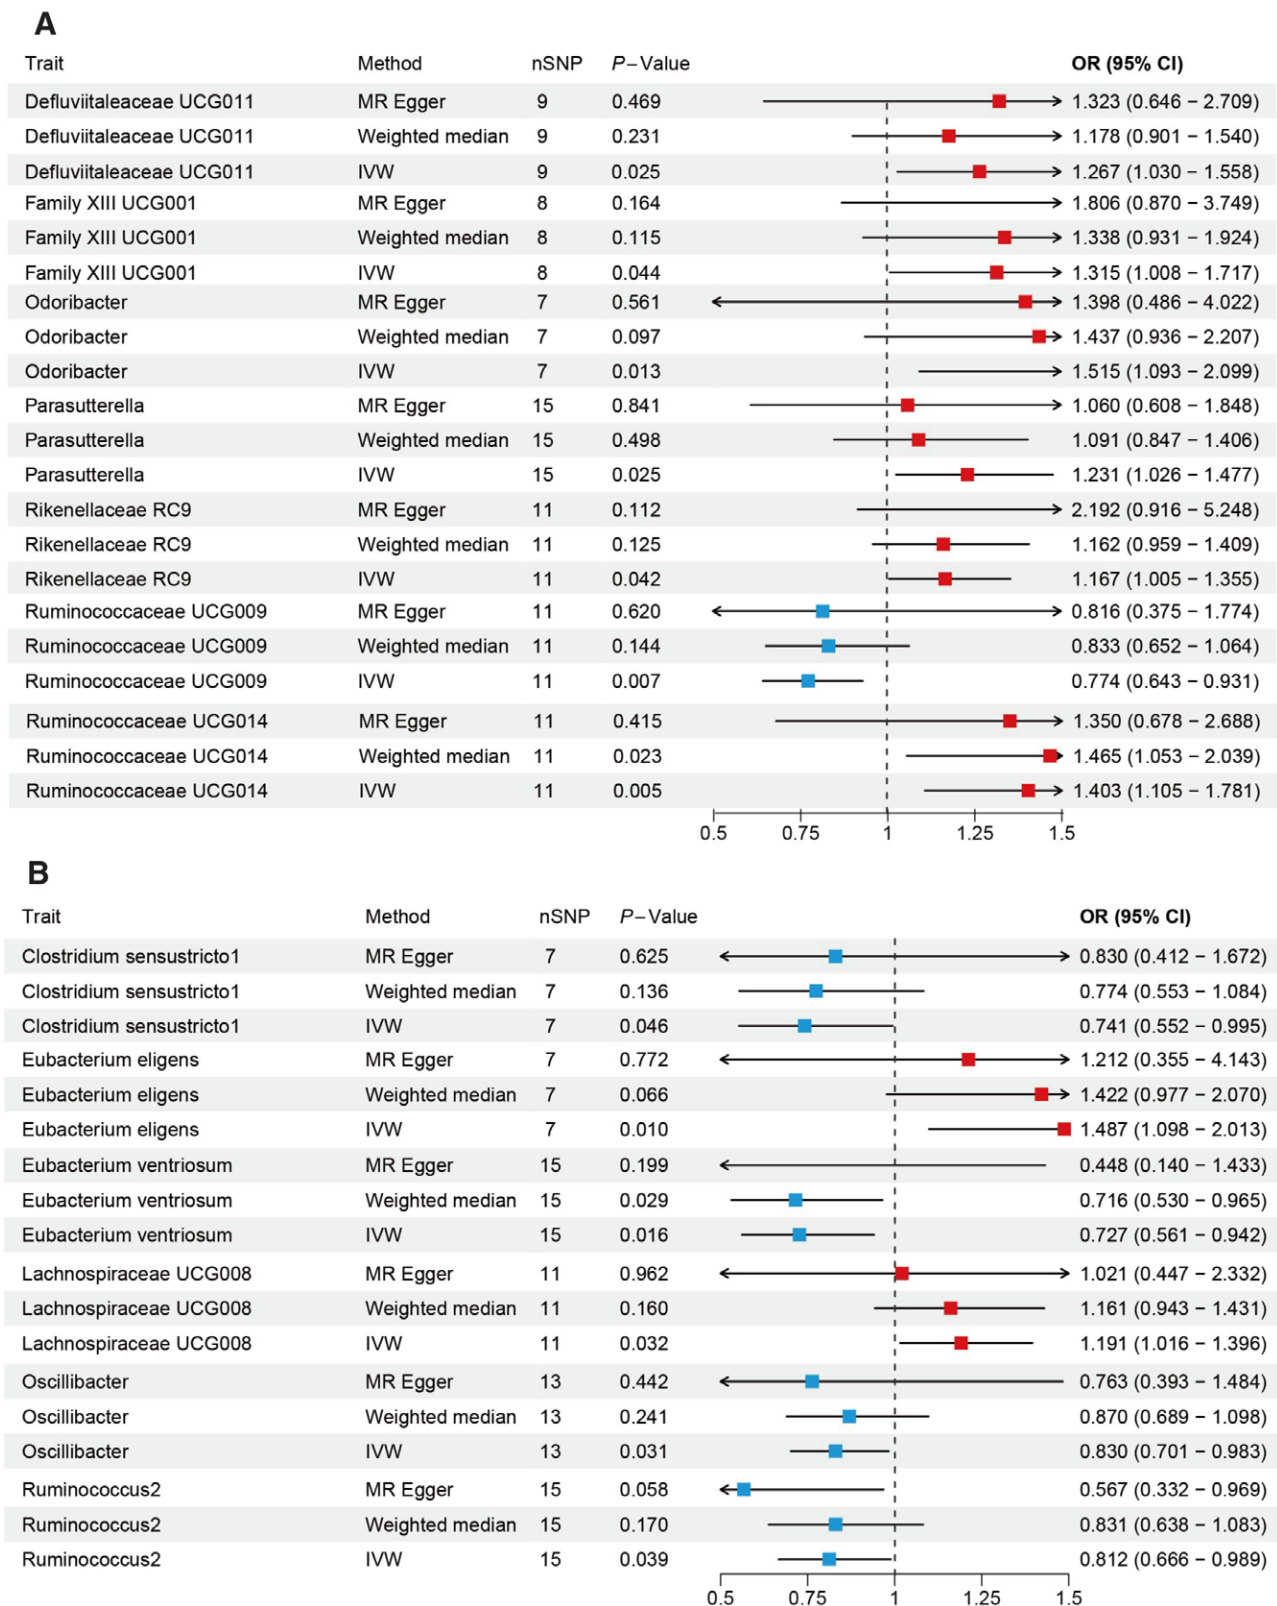 A
Trait Method nSNP P−Value OR (95% CI)
Defluviitaleaceae UCG011 MR Egger 9 0.469 1.323 (0.646 − 2.709)
Defluviitaleaceae UCG011 Weighted median 9 0.231 1.178 (0.901 − 1.540)
Defluviitaleaceae UCG011 IVW 9 0.025 1.267 (1.030 − 1.558)
Family XIII UCG001 MR Egger 8 0.164 1.806 (0.870 − 3.749)
Family XIII UCG001 Weighted median 8 0.115 1.338 (0.931 − 1.924)
Family XIII UCG001 IVW 8 0.044 1.315 (1.008 − 1.717)
Odoribacter MR Egger 7 0.561 1.398 (0.486 − 4.022)
Odoribacter Weighted median 7 0.097 1.437 (0.936 − 2.207)
Odoribacter IVW 7 0.013 1.515 (1.093 − 2.099)
Parasutterella MR Egger 15 0.841 1.060 (0.608 − 1.848)
Parasutterella Weighted median 15 0.498 1.091 (0.847 − 1.406)
Parasutterella IVW 15 0.025 1.231 (1.026 − 1.477)
Rikenellaceae RC9 MR Egger 11 0.112 2.192 (0.916 − 5.248)
Rikenellaceae RC9 Weighted median 11 0.125 1.162 (0.959 − 1.409)
Rikenellaceae RC9 IVW 11 0.042 1.167 (1.005 − 1.355)
Ruminococcaceae UCG009 MR Egger 11 0.620 0.816 (0.375 − 1.774)
Ruminococcaceae UCG009 Weighted median 11 0.144 0.833 (0.652 − 1.064)
Ruminococcaceae UCG009 IVW 11 0.007 0.774 (0.643 − 0.931)
Ruminococcaceae UCG014 MR Egger 11 0.415 1.350 (0.678 − 2.688)
Ruminococcaceae UCG014 Weighted median 11 0.023 1.465 (1.053 − 2.039)
Ruminococcaceae UCG014 IVW 11 0.005 1.403 (1.105 − 1.781)
0.5 0.75 1 1.25 1.5
B
Trait Method nSNP P−Value OR (95% CI)
Clostridium sensustricto1 MR Egger 7 0.625 0.830 (0.412 − 1.672)
Clostridium sensustricto1 Weighted median 7 0.136 0.774 (0.553 − 1.084)
Clostridium sensustricto1 IVW 7 0.046 0.741 (0.552 − 0.995)
Eubacterium eligens MR Egger 7 0.772 1.212 (0.355 − 4.143)
Eubacterium eligens Weighted median 7 0.066 1.422 (0.977 − 2.070)
Eubacterium eligens IVW 7 0.010 1.487 (1.098 − 2.013)
Eubacterium ventriosum MR Egger 15 0.199 0.448 (0.140 − 1.433)
Eubacterium ventriosum Weighted median 15 0.029 0.716 (0.530 − 0.965)
Eubacterium ventriosum IVW 15 0.016 0.727 (0.561 − 0.942)
Lachnospiraceae UCG008 MR Egger 11 0.962 1.021 (0.447 − 2.332)
Lachnospiraceae UCG008 Weighted median 11 0.160 1.161 (0.943 − 1.431)
Lachnospiraceae UCG008 IVW 11 0.032 1.191 (1.016 − 1.396)
Oscillibacter MR Egger 13 0.442 0.763 (0.393 − 1.484)
Oscillibacter Weighted median 13 0.241 0.870 (0.689 − 1.098)
Oscillibacter IVW 13 0.031 0.830 (0.701 − 0.983)
Ruminococcus2 MR Egger 15 0.058 0.567 (0.332 − 0.969)
Ruminococcus2 Weighted median 15 0.170 0.831 (0.638 − 1.083)
Ruminococcus2 IVW 15 0.039 0.812 (0.666 − 0.989)
0.5 0.75 1 1.25 1.5